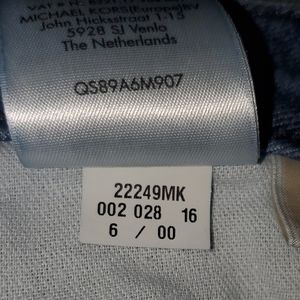 MICHAEL KORS(Europe)BV
John Hicksstraat 1-15
5928 SJ Venlo
The Netherlands
QS89A6M907
22249MK
002 028 16
6 / 00